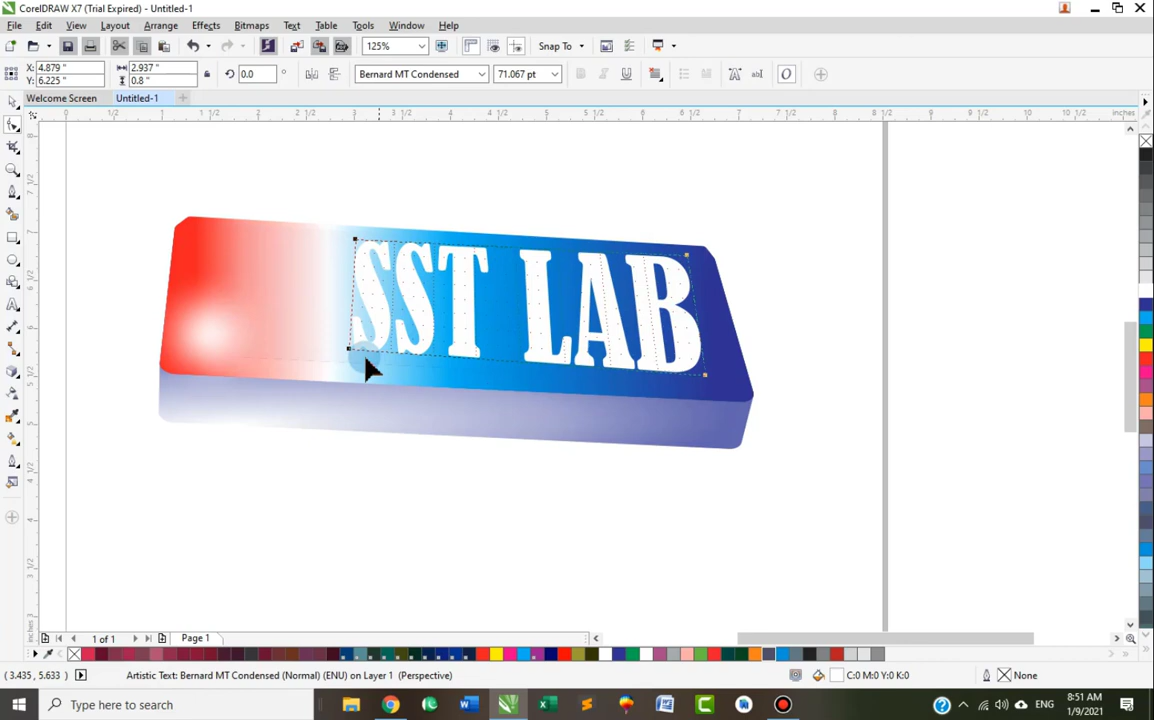 CorelDRAW X7 (Trial Expired) - Untitled-1
File Edit View Layout Arrange Effects Bitmaps Text Table Tools Window Help
125% Snap To
X: 4.879 " 2.937 " 0.0 ° Bernard MT Condensed 71.067 pt
Y: 6.225 " 0.8 "
Welcome Screen Untitled-1
inches
SST LAB
1 of 1 Page 1
( 3.435, 5.633 ) Artistic Text: Bernard MT Condensed (Normal) (ENU) on Layer 1 (Perspective) C:0 M:0 Y:0 K:0 None
Type here to search ENG 8:51 AM
1/9/2021